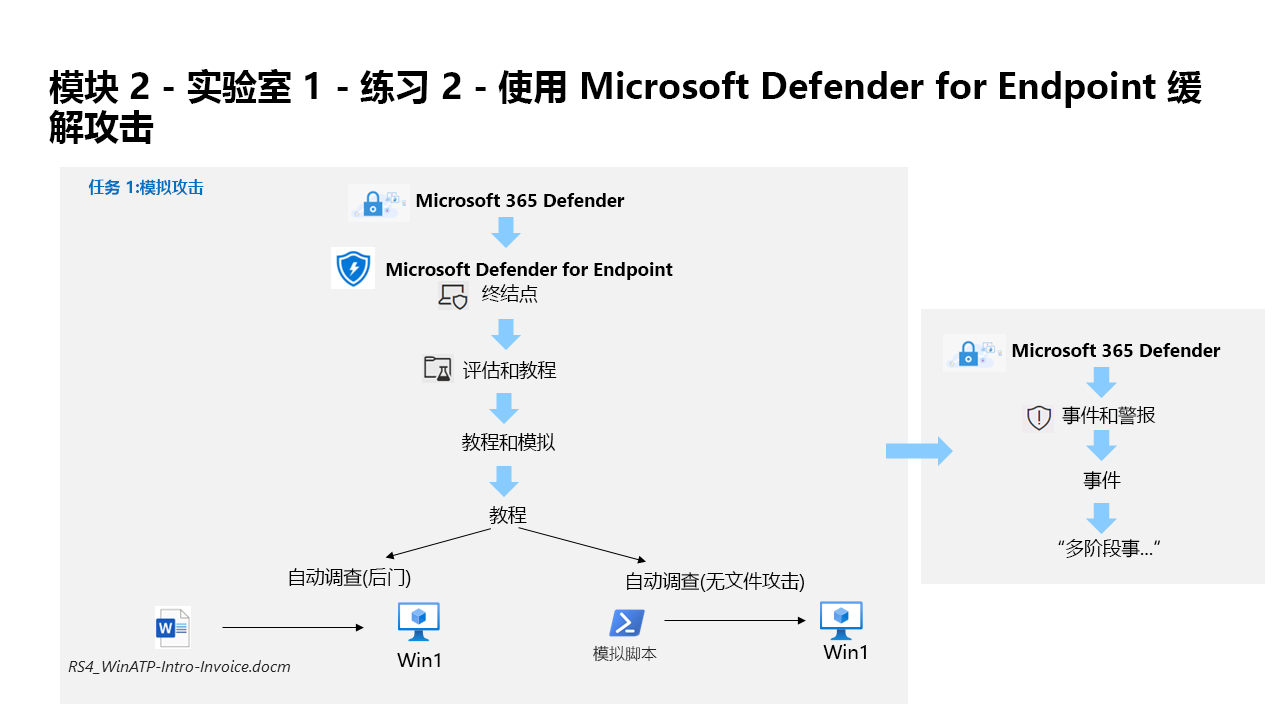 模块 2 - 实验室 1 - 练习 2 - 使用 Microsoft Defender for Endpoint 缓
解攻击
任务 1:模拟攻击
Microsoft 365 Defender
Microsoft Defender for Endpoint
终结点
评估和教程
教程和模拟
教程
自动调查(后门)
自动调查(无文件攻击)
W
RS4_WinATP-Intro-Invoice.docm
Win1
模拟脚本
Win1
Microsoft 365 Defender
事件和警报
事件
“多阶段事...”